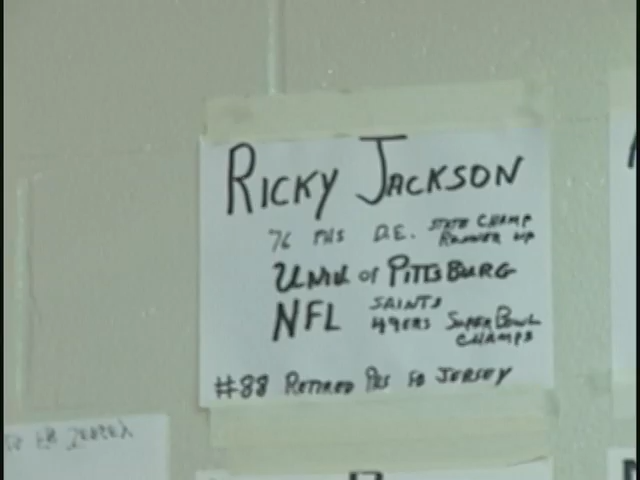 RICKY JACKSON
76 PHS D.E. STATE CHAMP
RUNNER UP
UNIV of PITTSBURG
NFL SAINTS
49ERS SUPER BOWL
CHAMPS
#88 RETIRED PHS FB JERSEY
JERSEY